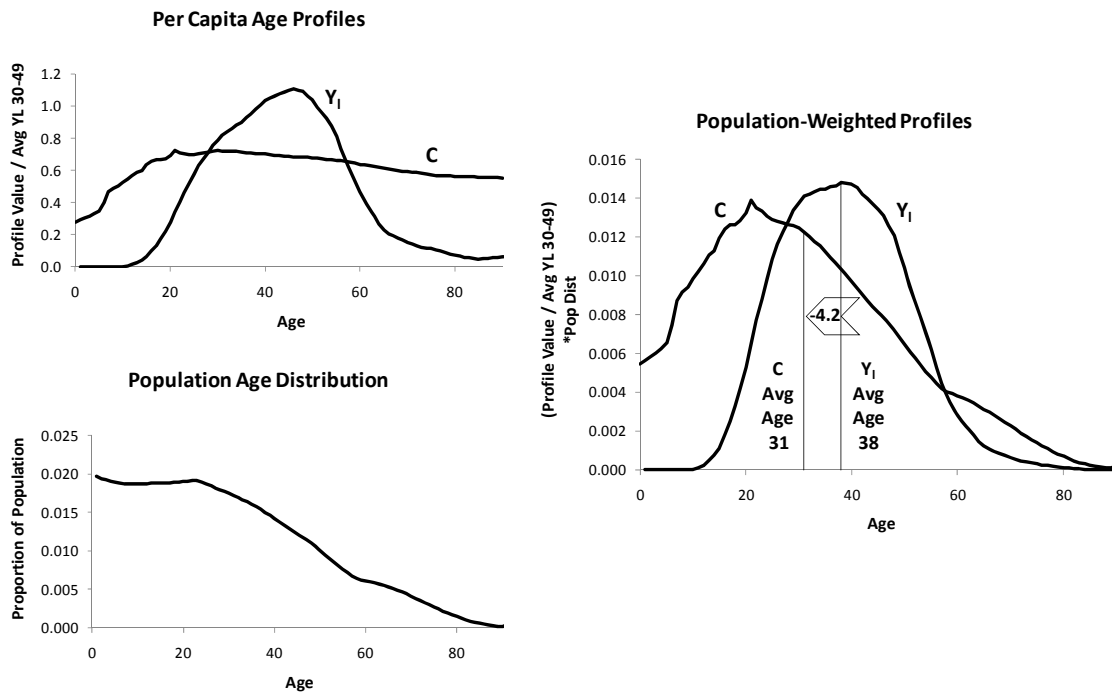 Per Capita Age Profiles
Profile Value / Avg YL 30-49
1.2
1.0
0.8
0.6
0.4
0.2
0.0
Yl
C
0 20 40 60 80
Age
Population Age Distribution
Proportion of Population
0.025
0.020
0.015
0.010
0.005
0.000
0 20 40 60 80
Age
Population-Weighted Profiles
(Profile Value / Avg YL 30-49)
*Pop Dist
0.016
0.014
0.012
0.010
0.008
0.006
0.004
0.002
0.000
C
Yl
-4.2
C
Avg
Age
31
Yl
Avg
Age
38
0 20 40 60 80
Age